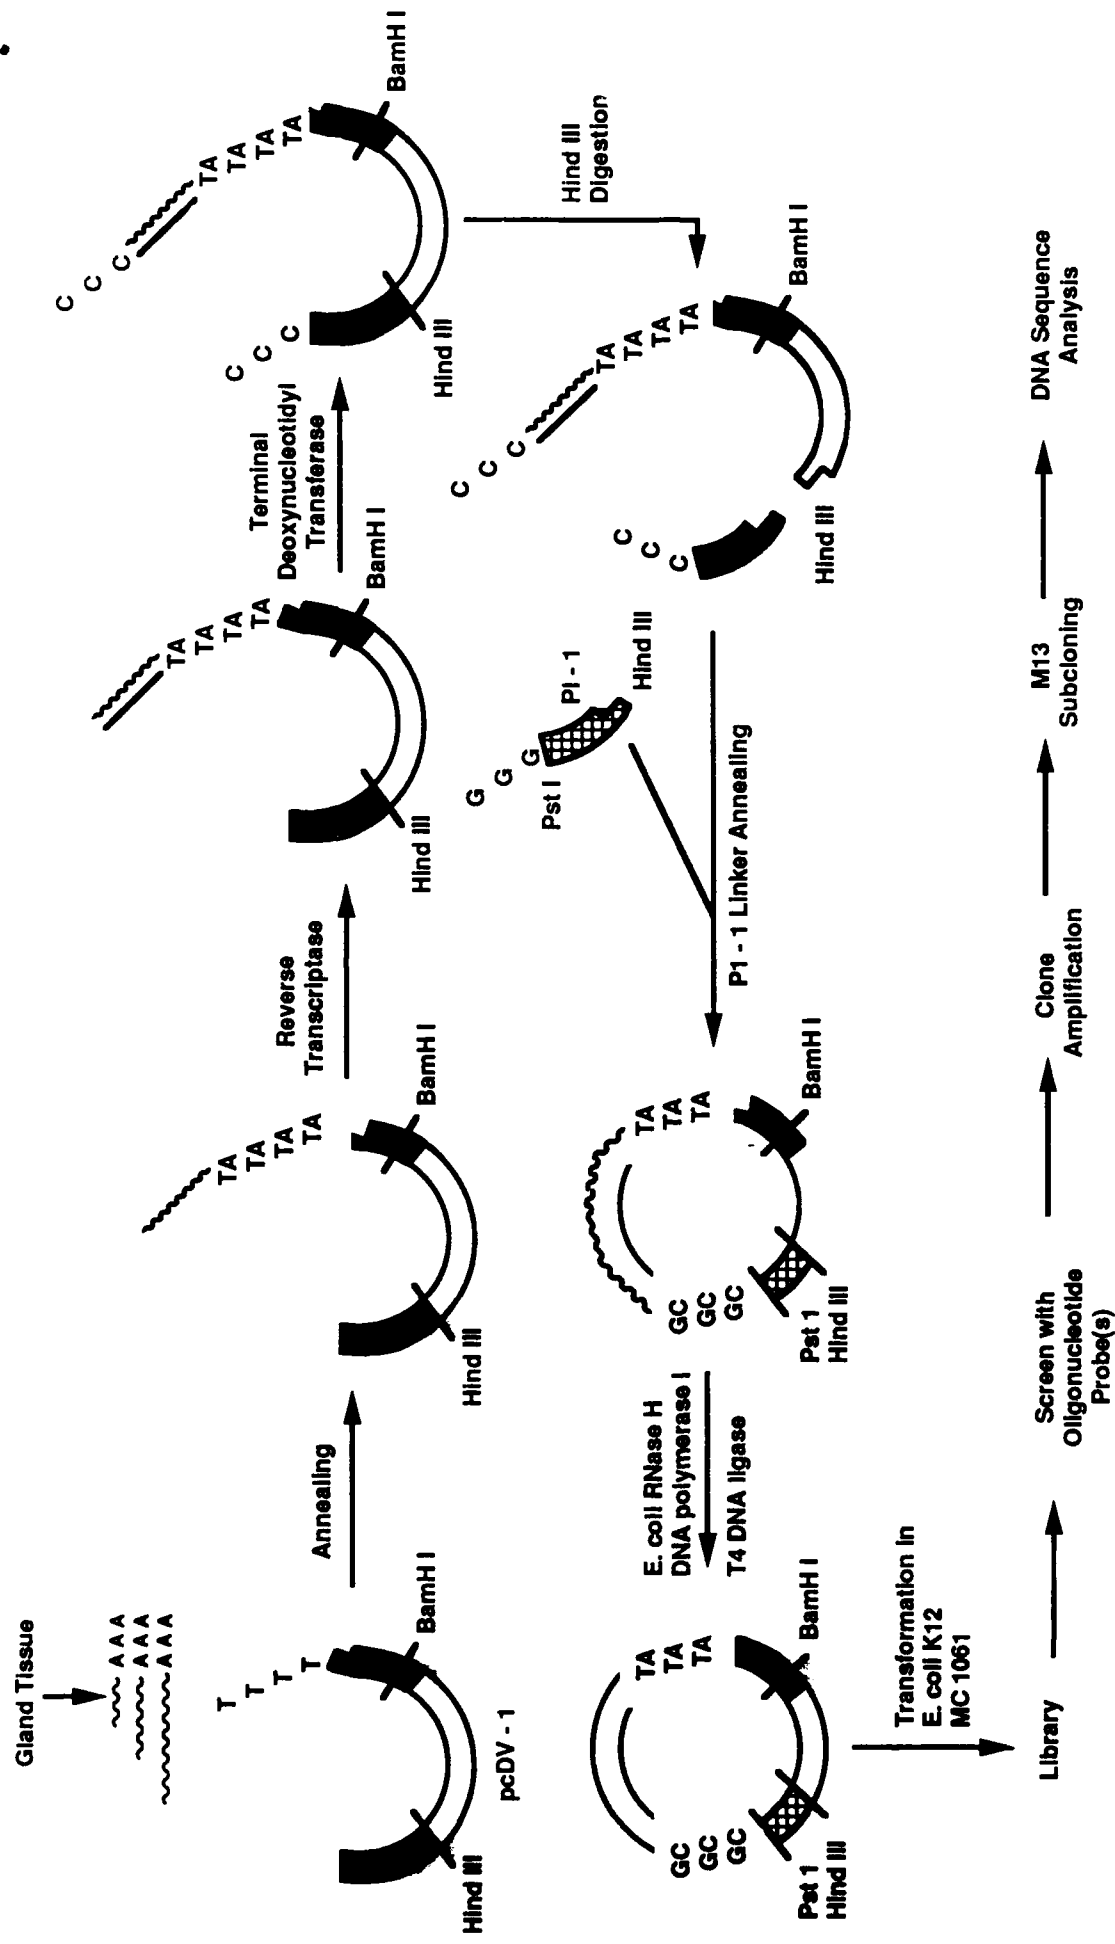 Gland Tissue
A A A
A A A
A A A
T T T T
Hind III
BamH I
pcDV - 1
Annealing
TA
TA
TA
TA
Hind III
BamH I
Reverse
Transcriptase
TA
TA
TA
TA
Hind III
BamH I
Terminal
Deoxynucleotidyl
Transferase
C C C
C C C
TA
TA
TA
TA
Hind III
BamH I
Hind III
Digestion
C C C
C C C
TA
TA
TA
TA
Hind III
BamH I
G G G
Pst I
Pl - 1
Hind III
P1 - 1 Linker Annealing
GC
GC
GC
TA
TA
TA
Pst 1
Hind III
BamH I
E. coli RNase H
DNA polymerase I
T4 DNA ligase
GC
GC
GC
TA
TA
TA
Pst 1
Hind III
BamH I
Transformation in
E. coli K12
MC 1061
Library
Screen with
Oligonucleotide
Probe(s)
Clone
Amplification
M13
Subcloning
DNA Sequence
Analysis